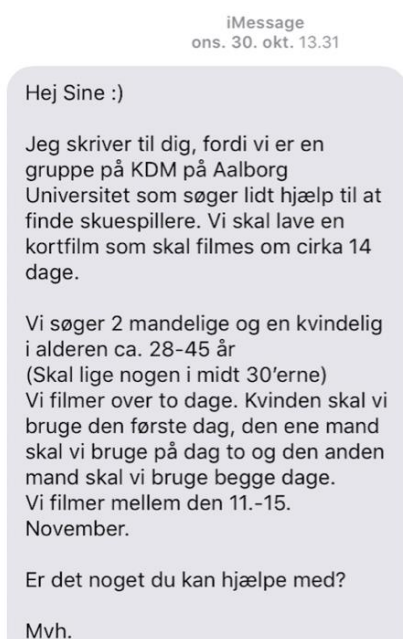 iMessage
ons. 30. okt. 13.31
Hej Sine :)
Jeg skriver til dig, fordi vi er en
gruppe på KDM på Aalborg
Universitet som søger lidt hjælp til at
finde skuespillere. Vi skal lave en
kortfilm som skal filmes om cirka 14
dage.
Vi søger 2 mandelige og en kvindelig
i alderen ca. 28-45 år
(Skal lige nogen i midt 30’erne)
Vi filmer over to dage. Kvinden skal vi
bruge den første dag, den ene mand
skal vi bruge på dag to og den anden
mand skal vi bruge begge dage.
Vi filmer mellem den 11.-15.
November.
Er det noget du kan hjælpe med?
Mvh.